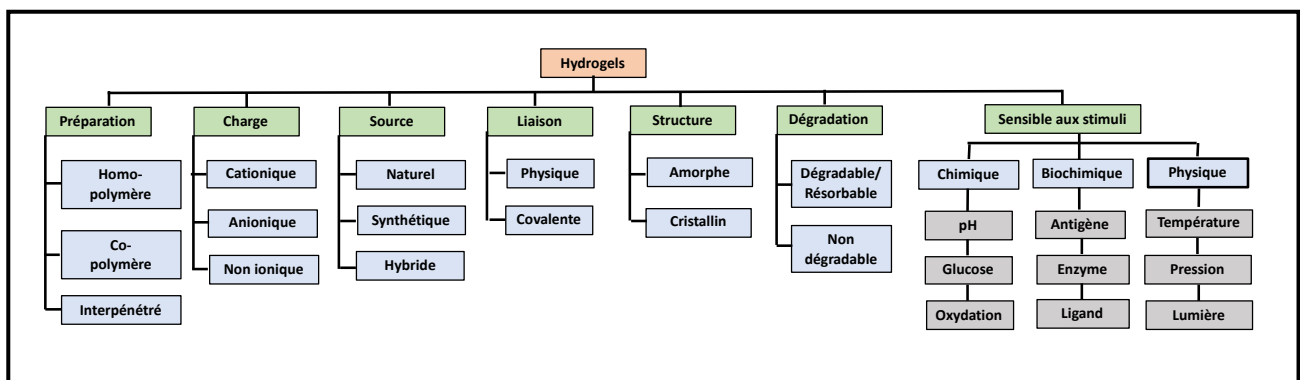 Hydrogels
Préparation
Charge
Source
Liaison
Structure
Dégradation
Sensible aux stimuli
Homo-
polymère
Co-
polymère
Interpénétré
Cationique
Anionique
Non ionique
Naturel
Synthétique
Hybride
Physique
Covalente
Amorphe
Cristallin
Dégradable/
Résorbable
Non
dégradable
Chimique
pH
Glucose
Oxydation
Biochimique
Antigène
Enzyme
Ligand
Physique
Température
Pression
Lumière